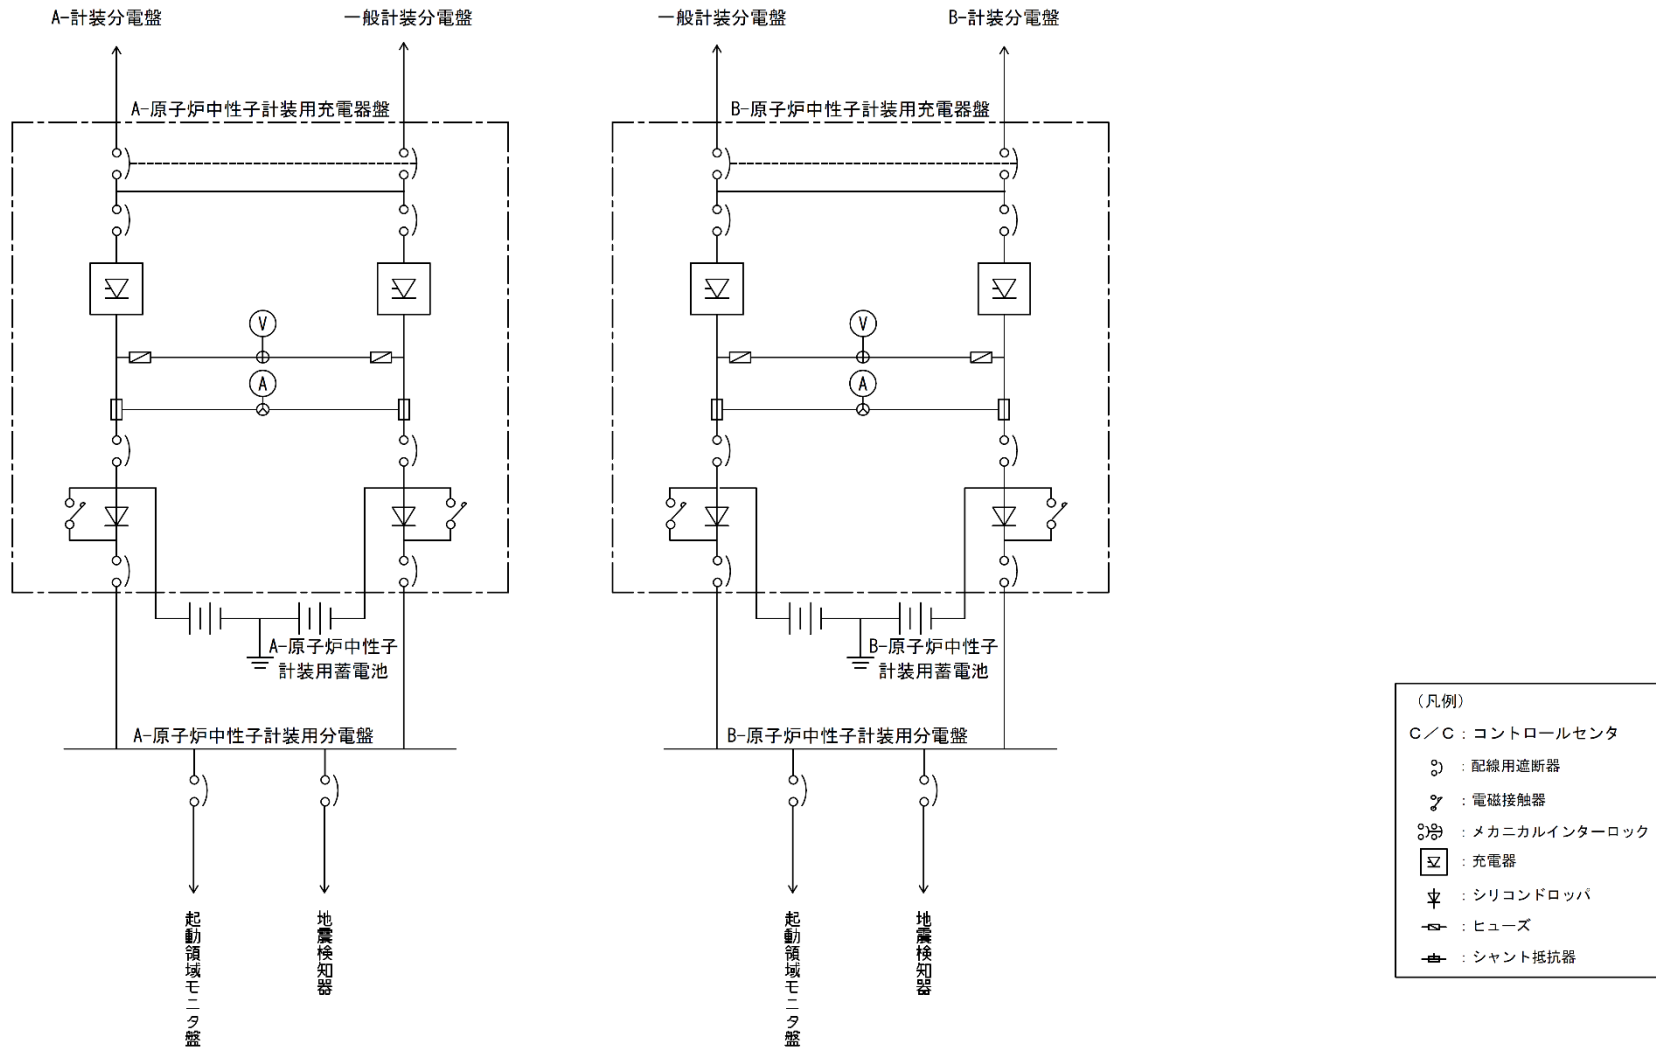 A-計装分電盤
一般計装分電盤
一般計装分電盤
B-計装分電盤
A-原子炉中性子計装用充電器盤
B-原子炉中性子計装用充電器盤
V
V
A
A
A-原子炉中性子
計装用蓄電池
B-原子炉中性子
計装用蓄電池
A-原子炉中性子計装用分電盤
B-原子炉中性子計装用分電盤
起動領域モニタ盤
地震検知器
起動領域モニタ盤
地震検知器
(凡例)
C/C:コントロールセンタ
:配線用遮断器
:電磁接触器
:メカニカルインターロック
:充電器
:シリコンドロッパ
:ヒューズ
:シャント抵抗器